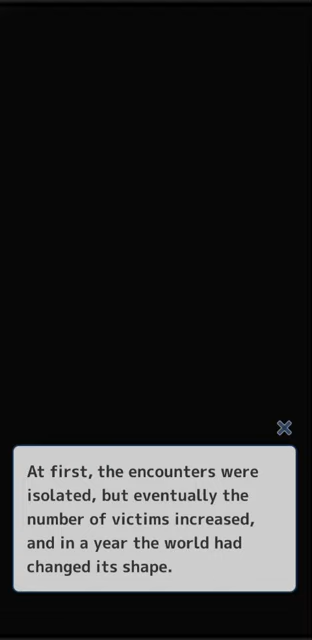 At first, the encounters were
isolated, but eventually the
number of victims increased,
and in a year the world had
changed its shape.